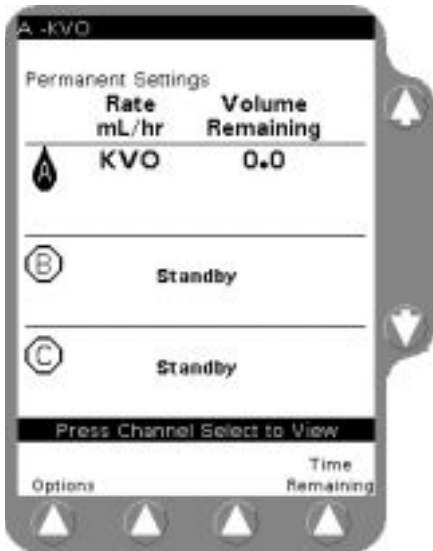 A -KVO
Permanent Settings
Rate Volume
mL/hr Remaining
A KVO 0.0
B Standby
C Standby
Press Channel Select to View
Time
Options Remaining